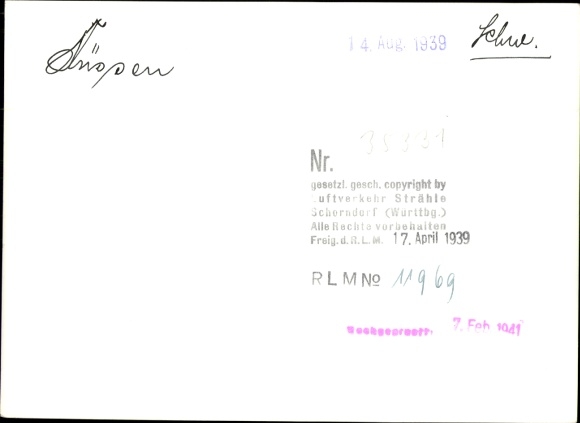 14. Aug. 1939
Schw.
Nr. 35331
gesetzl. gesch. copyright by
Luftverkehr Strähle
Schorndorf (Württbg.)
Alle Rechte vorbehalten
Freig. d. R. L. M. 17. April 1939
RLM No 11969
7. Feb. 1941